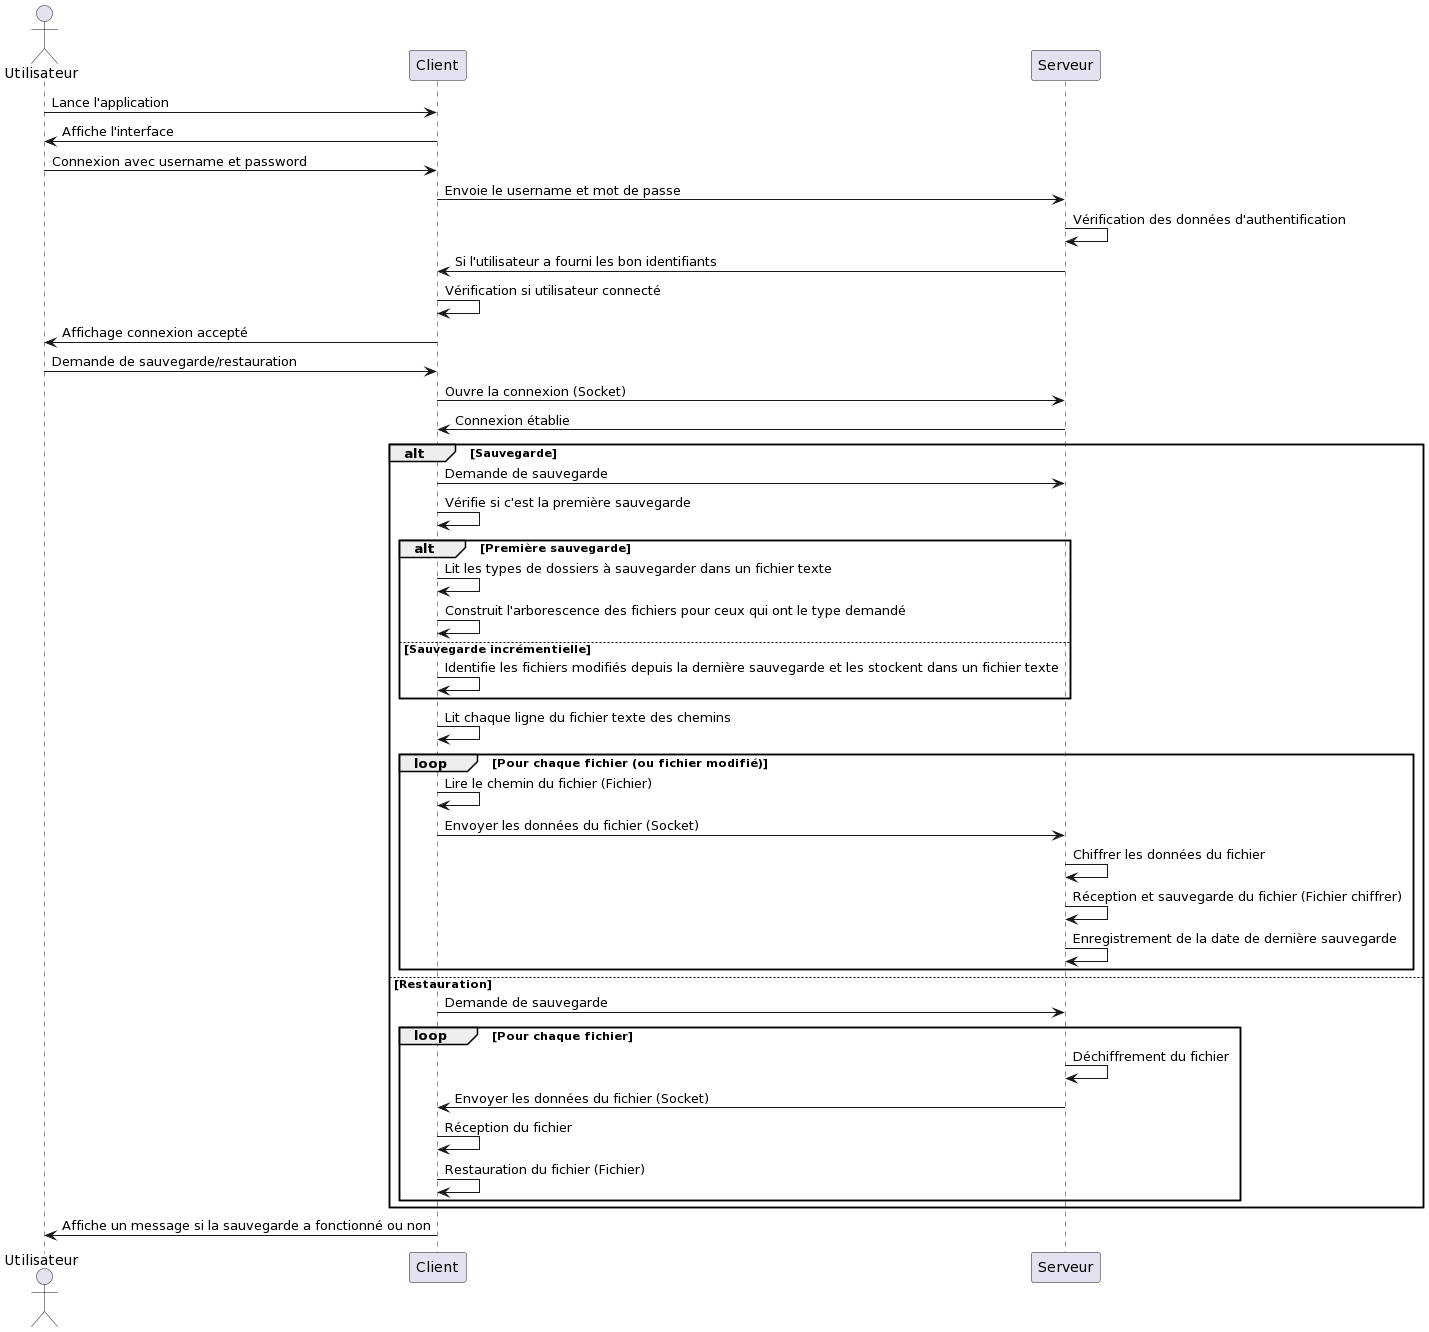 Utilisateur
Client
Serveur
Lance l'application
Affiche l'interface
Connexion avec username et password
Envoie le username et mot de passe
Vérification des données d'authentification
Si l'utilisateur a fourni les bon identifiants
Vérification si utilisateur connecté
Affichage connexion accepté
Demande de sauvegarde/restauration
Ouvre la connexion (Socket)
Connexion établie
alt [Sauvegarde]
Demande de sauvegarde
Vérifie si c'est la première sauvegarde
alt [Première sauvegarde]
Lit les types de dossiers à sauvegarder dans un fichier texte
Construit l'arborescence des fichiers pour ceux qui ont le type demandé
[Sauvegarde incrémentielle]
Identifie les fichiers modifiés depuis la dernière sauvegarde et les stockent dans un fichier texte
Lit chaque ligne du fichier texte des chemins
loop [Pour chaque fichier (ou fichier modifié)]
Lire le chemin du fichier (Fichier)
Envoyer les données du fichier (Socket)
Chiffrer les données du fichier
Réception et sauvegarde du fichier (Fichier chiffrer)
Enregistrement de la date de dernière sauvegarde
[Restauration]
Demande de sauvegarde
loop [Pour chaque fichier]
Déchiffrement du fichier
Envoyer les données du fichier (Socket)
Réception du fichier
Restauration du fichier (Fichier)
Affiche un message si la sauvegarde a fonctionné ou non
Utilisateur
Client
Serveur